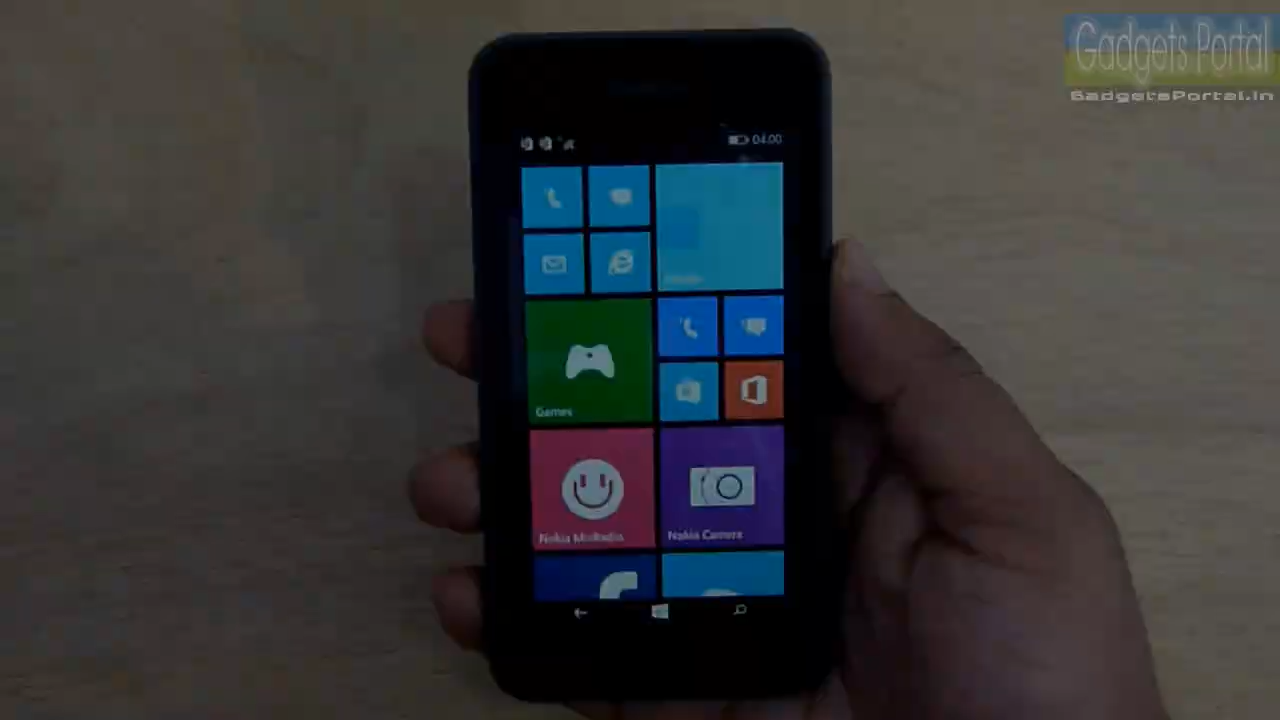 Gadgets Portal
GadgetsPortal.in
04:00
Games
Nokia MixRadio
Nokia Camera